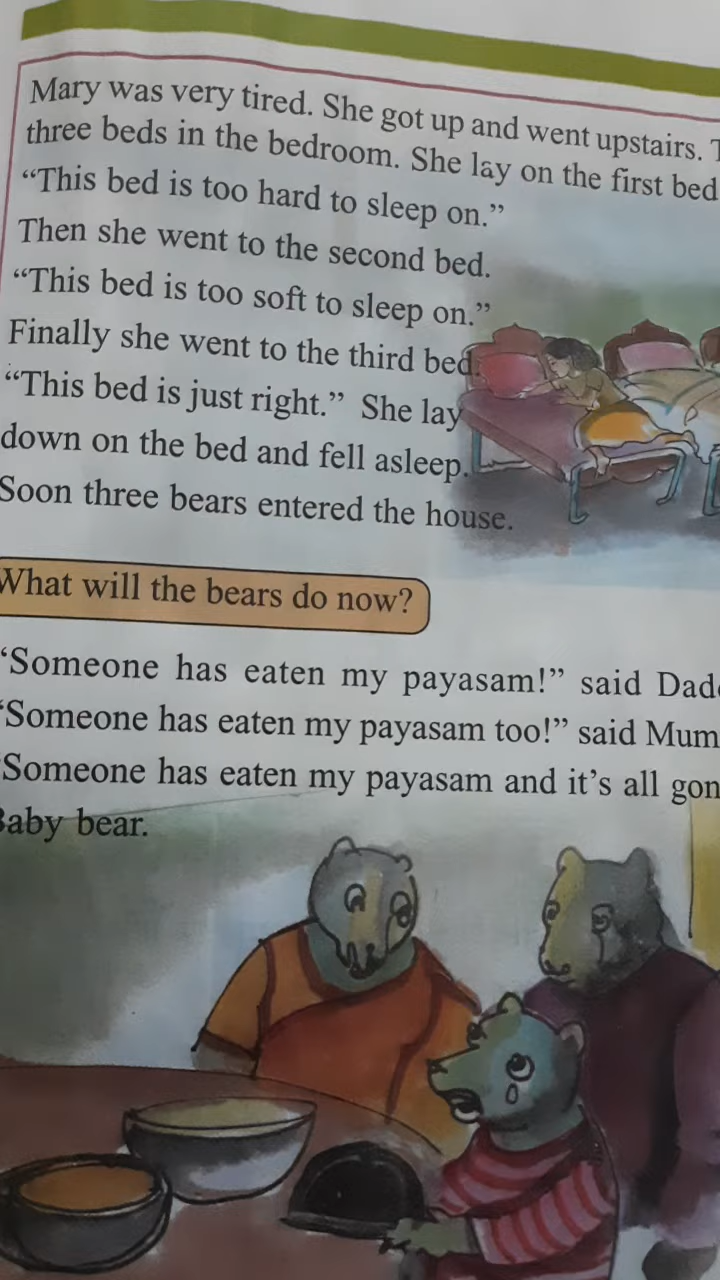 Mary was very tired. She got up and went upstairs.
three beds in the bedroom. She lay on the first bed
“This bed is too hard to sleep on.”
Then she went to the second bed.
“This bed is too soft to sleep on.”
Finally she went to the third bed.
“This bed is just right.” She lay
down on the bed and fell asleep.
Soon three bears entered the house.
What will the bears do now?
“Someone has eaten my payasam!” said
“Someone has eaten my payasam too!” said
Someone has eaten my payasam and it’s all
bear.